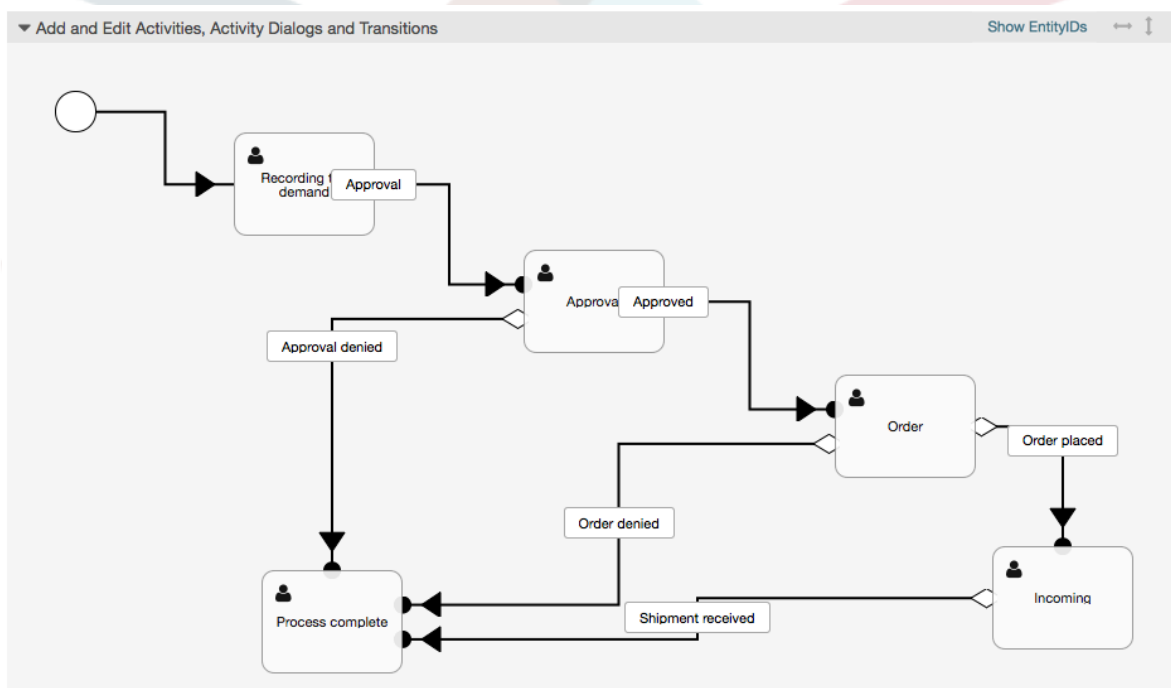 Add and Edit Activities, Activity Dialogs and Transitions
Show EntityIDs
Recording
demand
Approval
Approva
Approved
Approval denied
Order
Order placed
Order denied
Incoming
Process complete
Shipment received